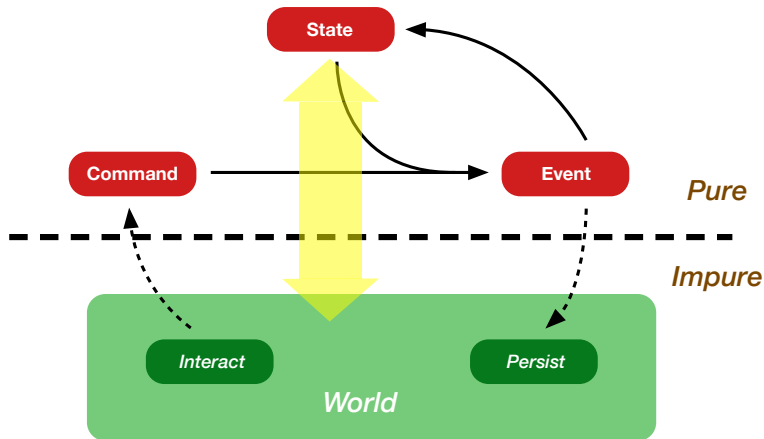 State
Command
Event
Pure
Impure
Interact
Persist
World